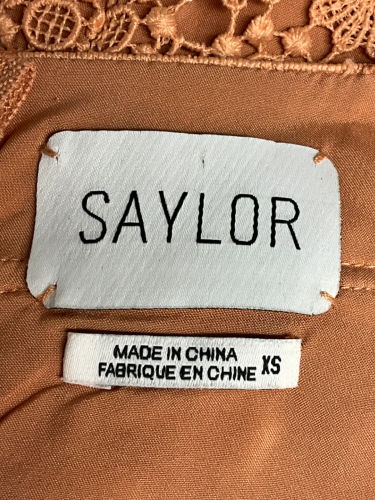 SAYLOR
MADE IN CHINA
FABRIQUE EN CHINE XS